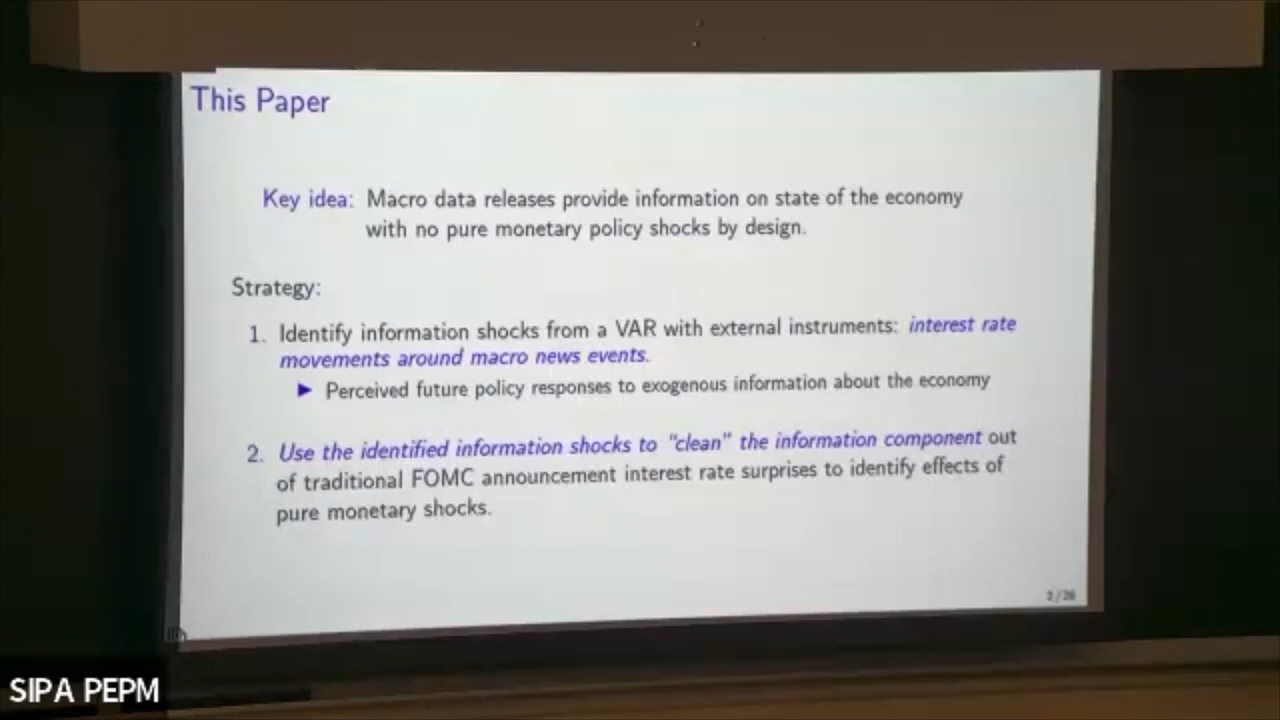 This Paper
Key idea: Macro data releases provide information on state of the economy
with no pure monetary policy shocks by design.
Strategy:
1. Identify information shocks from a VAR with external instruments: interest rate
movements around macro news events.
▶ Perceived future policy responses to exogenous information about the economy
2. Use the identified information shocks to “clean” the information component out
of traditional FOMC announcement interest rate surprises to identify effects of
pure monetary shocks.
SIPA PEPM